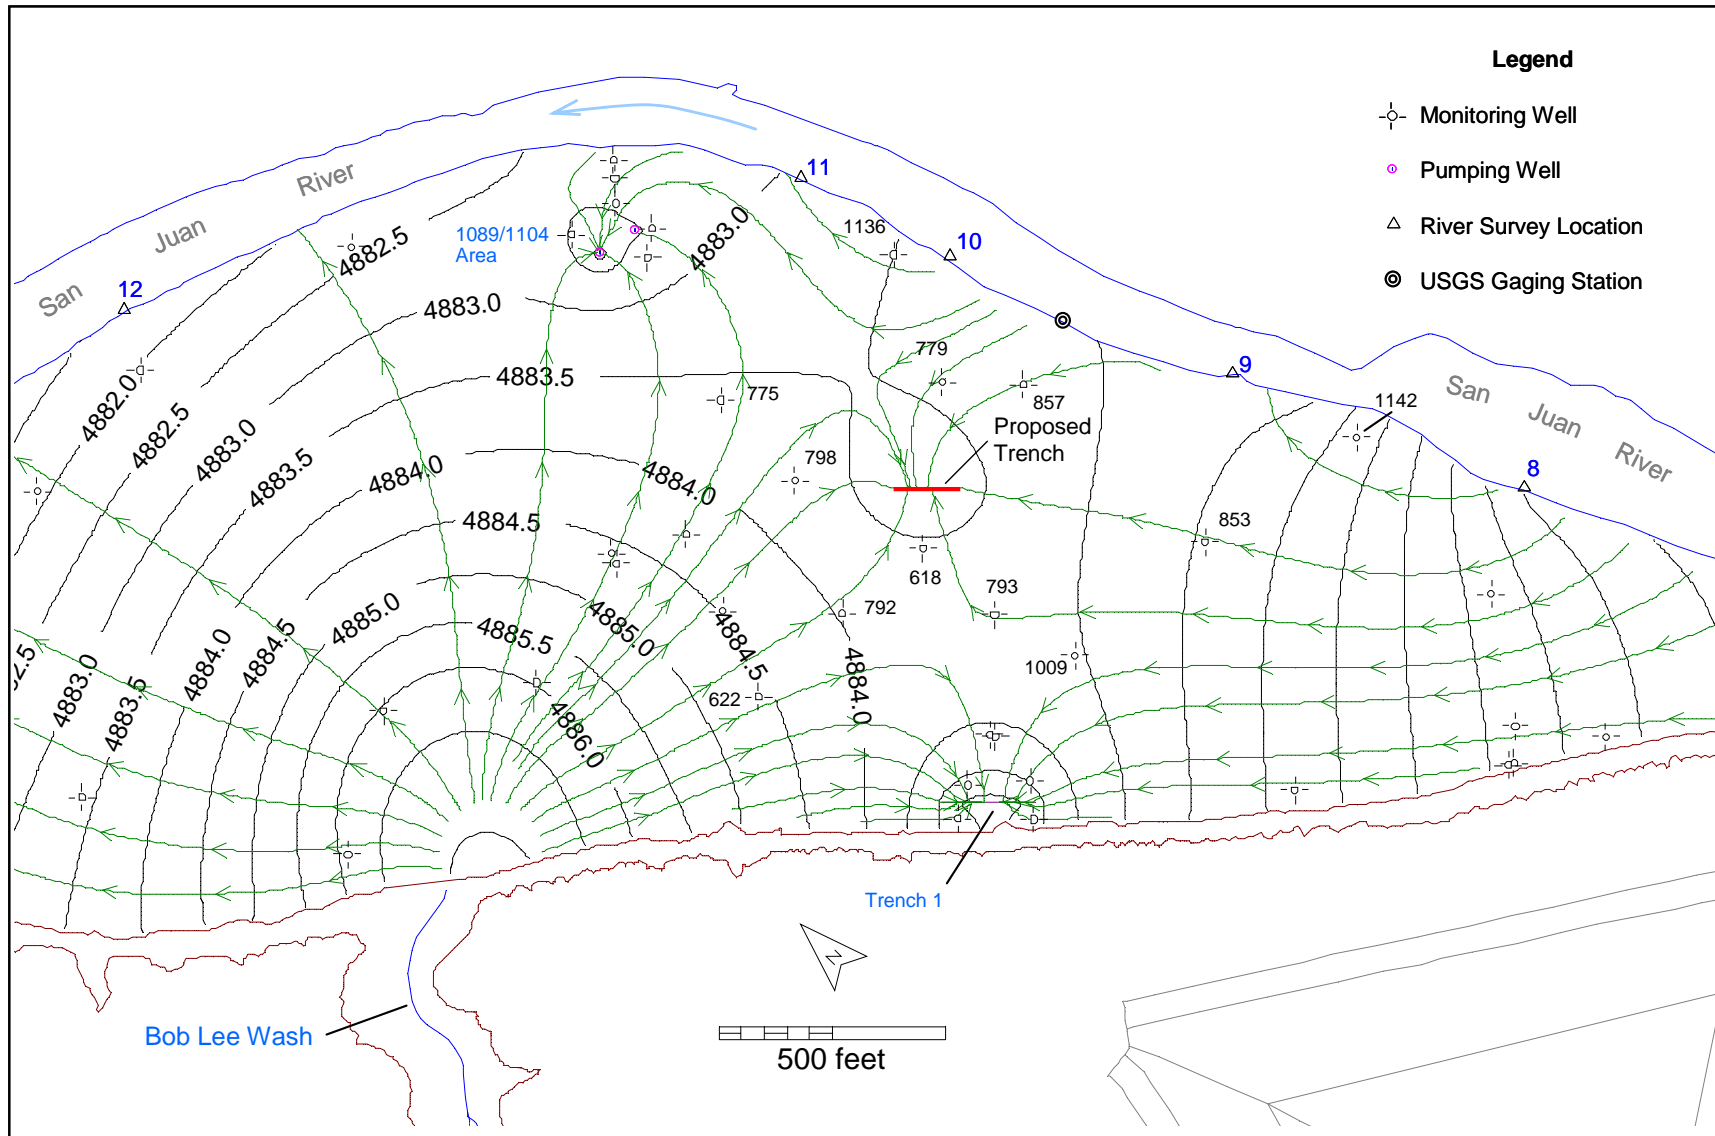 Legend
Monitoring Well
Pumping Well
River Survey Location
USGS Gaging Station
San Juan River
San Juan River
12
11
10
9
8
1089/1104
Area
1136
779
857
775
798
1142
853
618
793
792
1009
622
Proposed
Trench
4882.5
4883.0
4883.0
4883.5
4882.0
4882.5
4883.0
4883.5
4884.0
4884.0
4884.5
4885.0
4885.5
4885.0
4884.5
4886.0
4884.0
4884.5
4884.0
4883.5
4883.0
2.5
Trench 1
Bob Lee Wash
N
500 feet